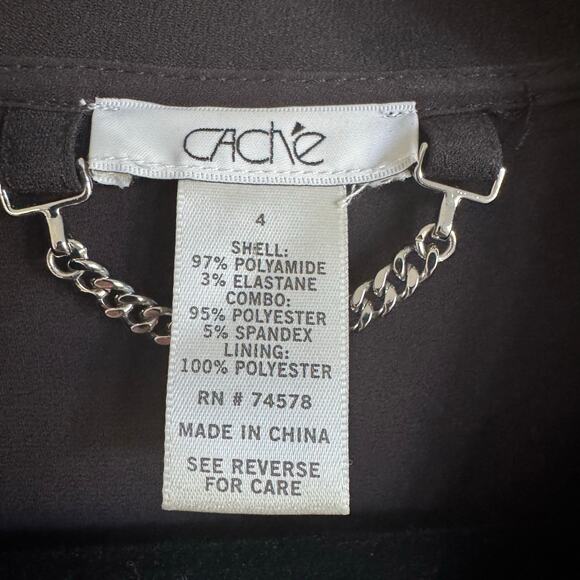 CACHé
4
SHELL:
97% POLYAMIDE
3% ELASTANE
COMBO:
95% POLYESTER
5% SPANDEX
LINING:
100% POLYESTER
RN # 74578
MADE IN CHINA
SEE REVERSE
FOR CARE